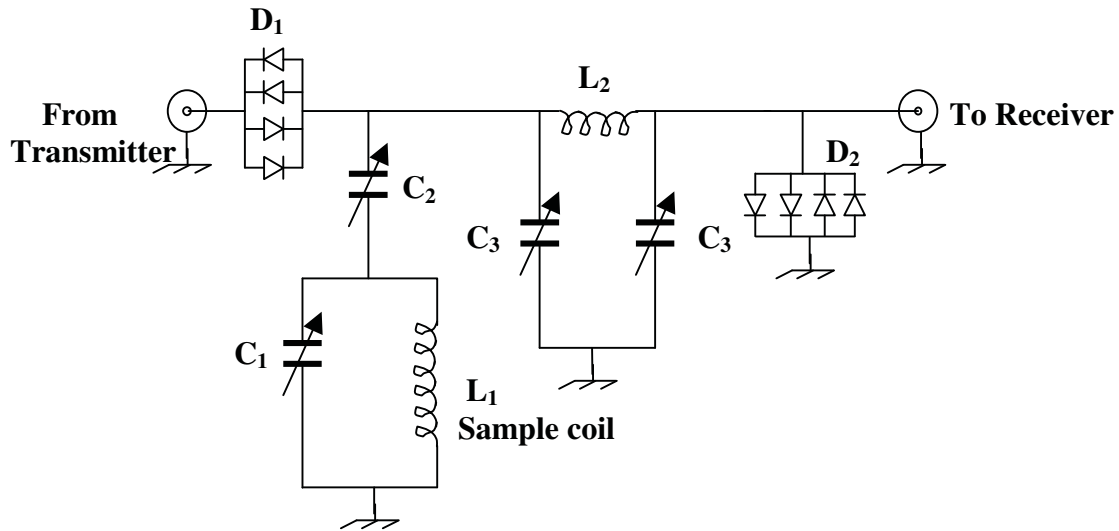 D₁
L₂
From
Transmitter
To Receiver
D₂
C₂
C₃
C₃
C₁
L₁
Sample coil